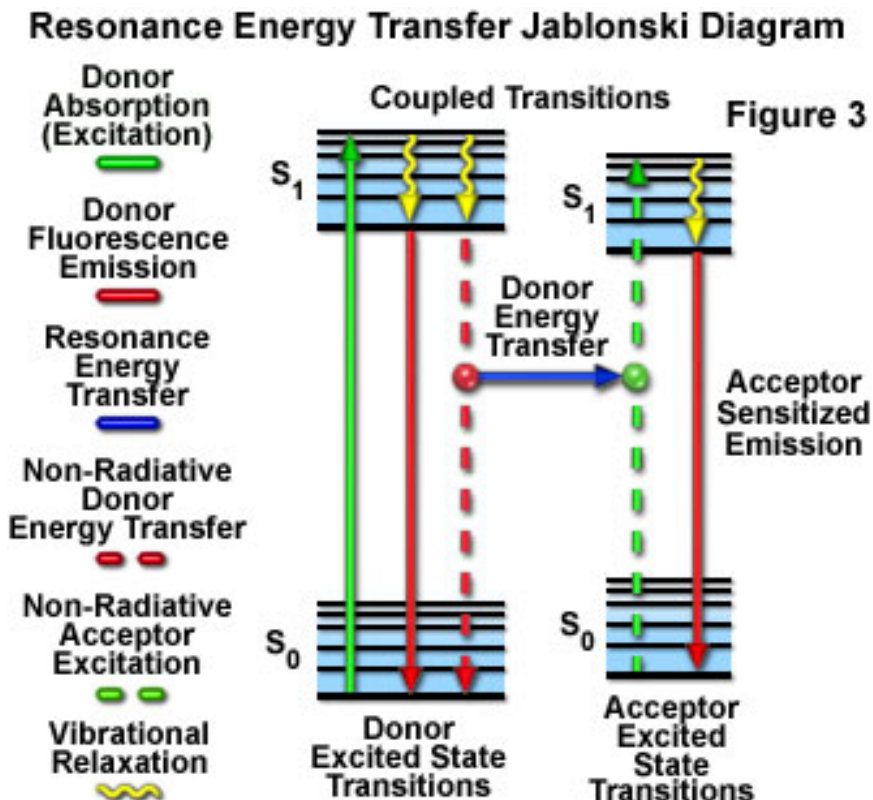 Resonance Energy Transfer Jablonski Diagram
Donor
Absorption
(Excitation)
Donor
Fluorescence
Emission
Resonance
Energy
Transfer
Non-Radiative
Donor
Energy Transfer
Non-Radiative
Acceptor
Excitation
Vibrational
Relaxation
Coupled Transitions
Figure 3
S1
S1
Donor
Energy
Transfer
Acceptor
Sensitized
Emission
S0
S0
Donor
Excited State
Transitions
Acceptor
Excited
State
Transitions